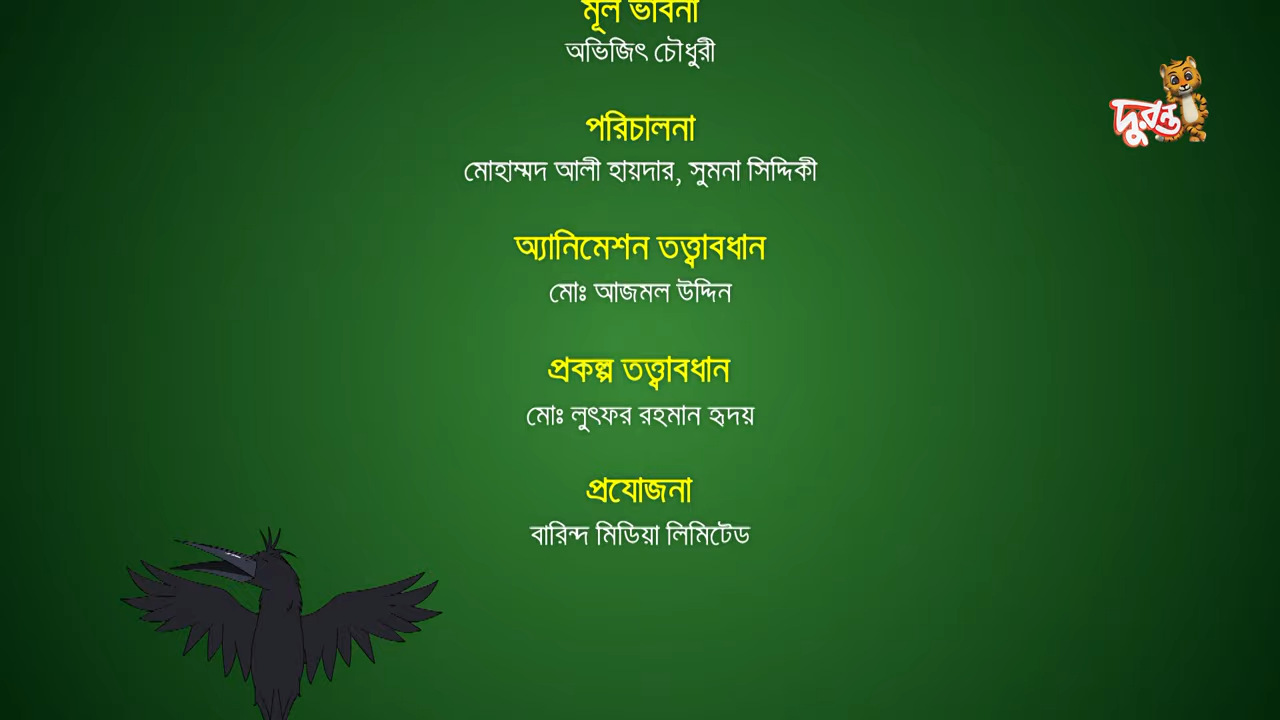 মূল ভাবনা
অভিজিৎ চৌধুরী
দুরন্ত
পরিচালনা
মোহাম্মদ আলী হায়দার, সুমনা সিদ্দিকী
অ্যানিমেশন তত্ত্বাবধান
মোঃ আজমল উদ্দিন
প্রকল্প তত্ত্বাবধান
মোঃ লুৎফর রহমান হৃদয়
প্রযোজনা
বারিন্দ মিডিয়া লিমিটেড